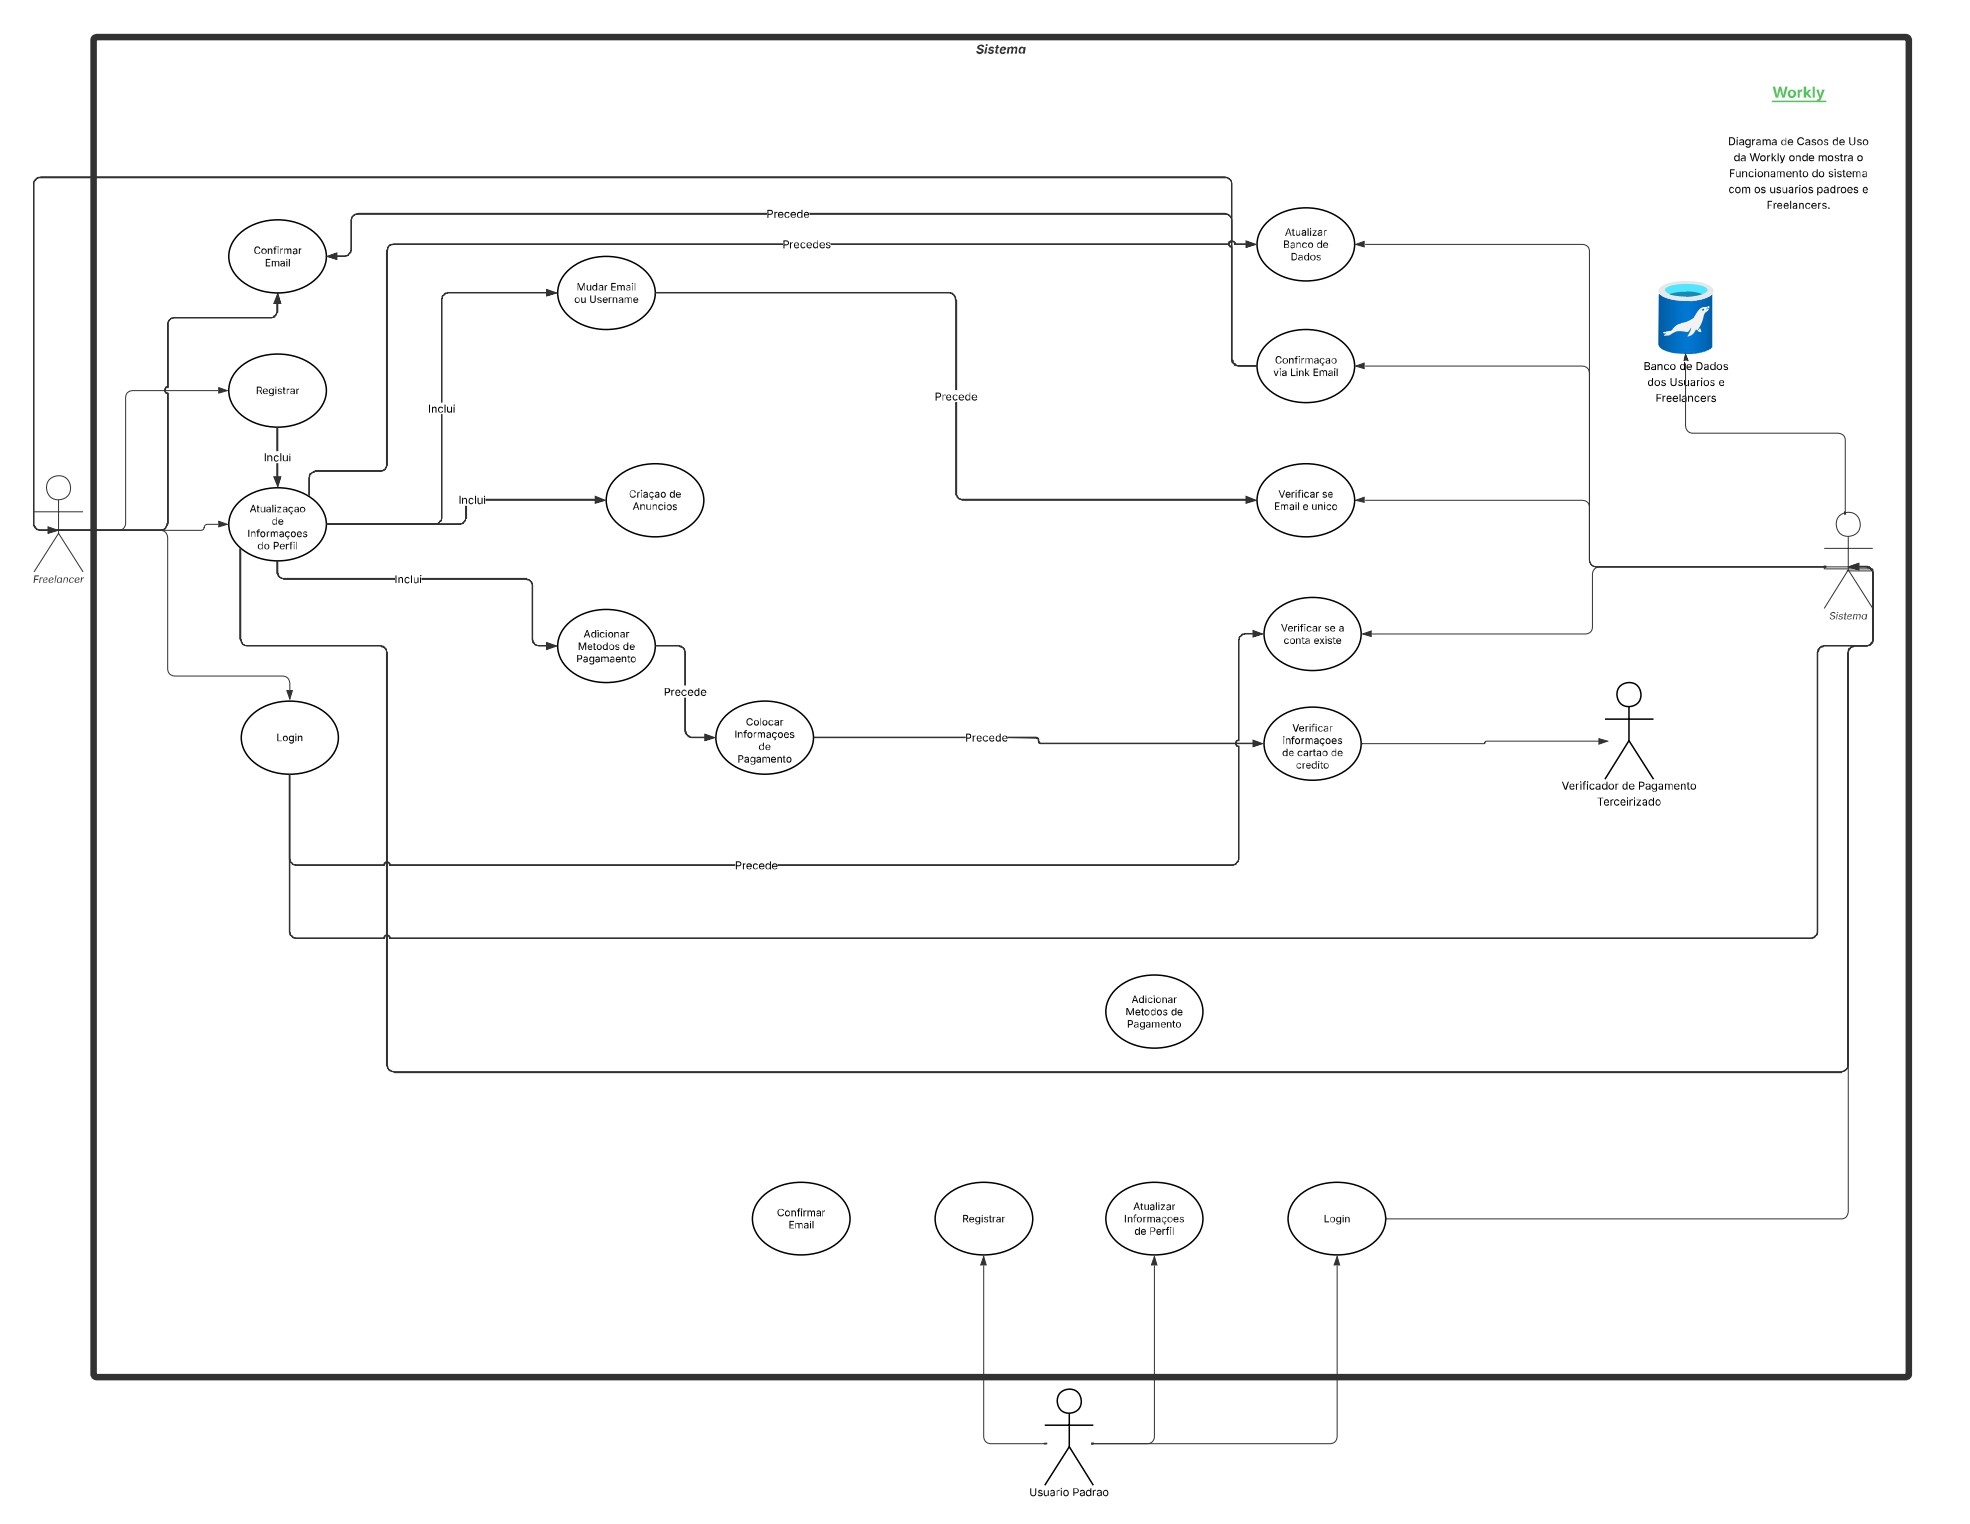 Sistema
Workly
Diagrama de Casos de Uso
da Workly onde mostra o
Funcionamento do sistema
com os usuarios padroes e
Freelancers.
Precede
Precedes
Confirmar
Email
Atualizar
Banco de
Dados
Mudar Email
ou Username
Confirmaçao
via Link Email
Banco de Dados
dos Usuarios e
Freelancers
Registrar
Inclui
Precede
Inclui
Inclui
Criaçao de
Anuncios
Verificar se
Email e unico
Atualizaçao
de
Informaçoes
do Perfil
Freelancer
Inclui
Sistema
Adicionar
Metodos de
Pagamaento
Verificar se a
conta existe
Precede
Login
Colocar
Informaçoes
de
Pagamento
Precede
Verificar
informaçoes
de cartao de
credito
Verificador de Pagamento
Terceirizado
Precede
Adicionar
Metodos de
Pagamento
Confirmar
Email
Registrar
Atualizar
Informaçoes
de Perfil
Login
Usuario Padrao